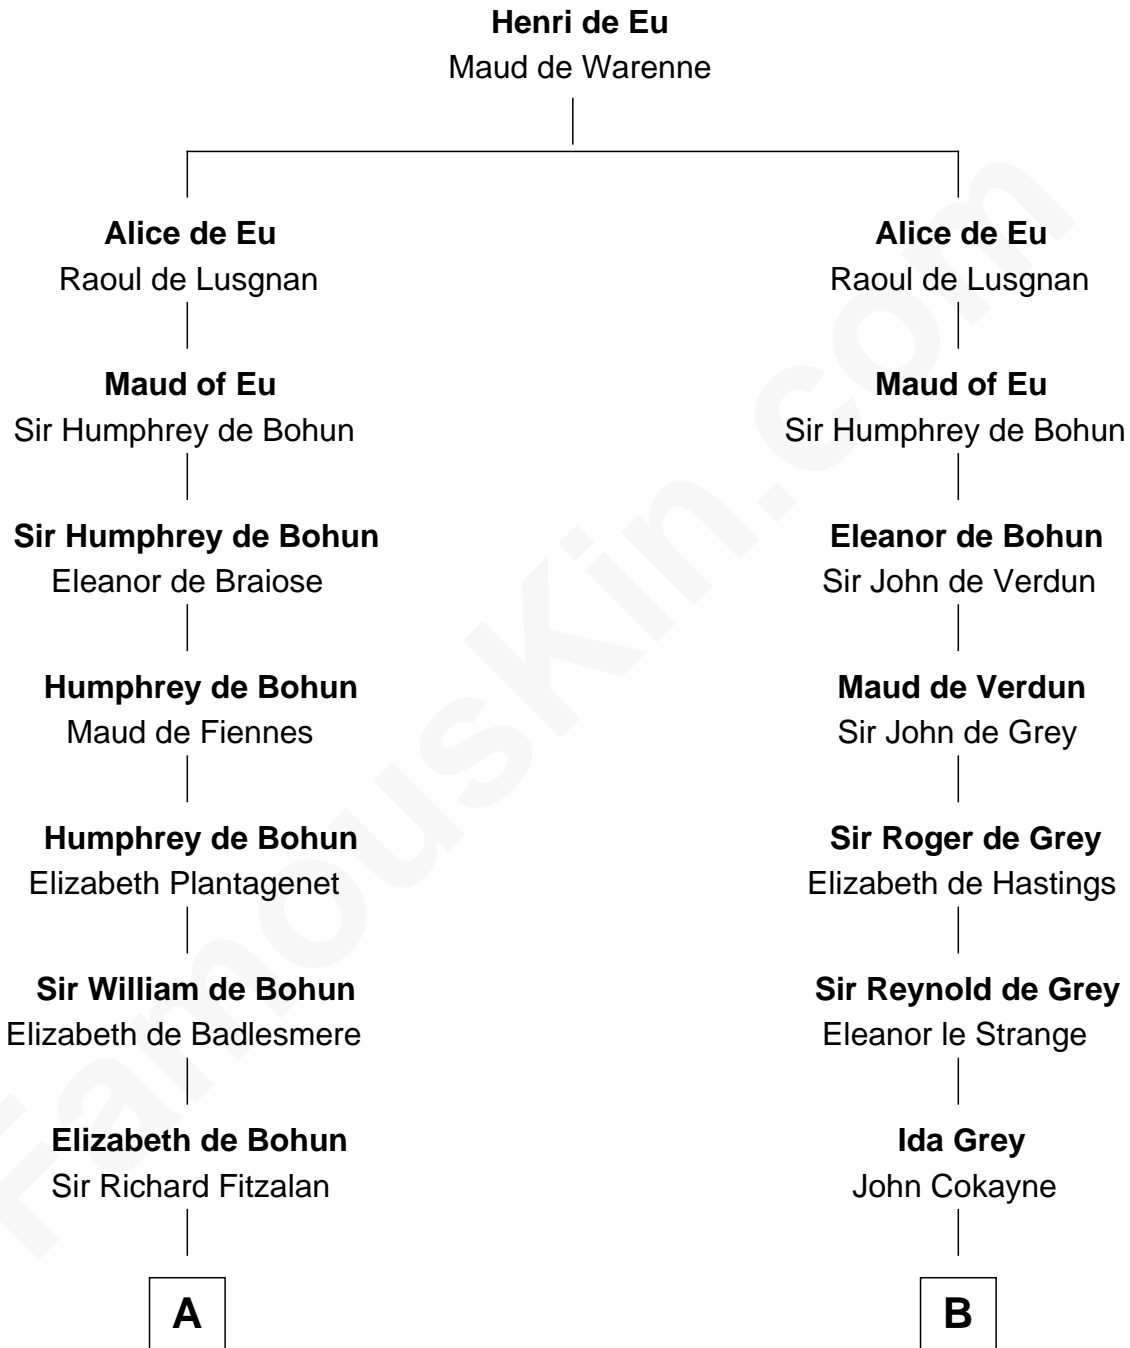 Henri de Eu
Maud de Warenne
Alice de Eu
Raoul de Lusgnan
Maud of Eu
Sir Humphrey de Bohun
Sir Humphrey de Bohun
Eleanor de Braiose
Humphrey de Bohun
Maud de Fiennes
Humphrey de Bohun
Elizabeth Plantagenet
Sir William de Bohun
Elizabeth de Badlesmere
Elizabeth de Bohun
Sir Richard Fitzalan
A
Alice de Eu
Raoul de Lusgnan
Maud of Eu
Sir Humphrey de Bohun
Eleanor de Bohun
Sir John de Verdun
Maud de Verdun
Sir John de Grey
Sir Roger de Grey
Elizabeth de Hastings
Sir Reynold de Grey
Eleanor le Strange
Ida Grey
John Cokayne
B
FamousKin.com